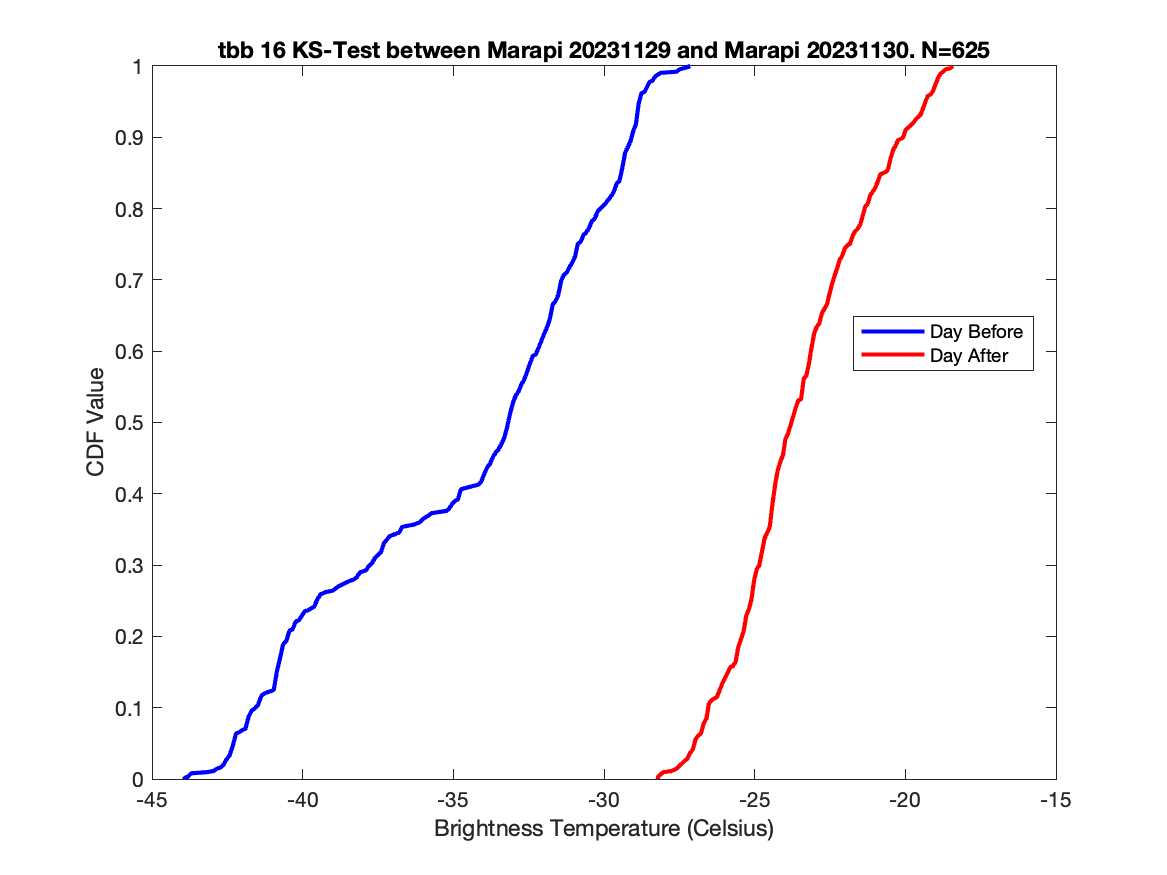 tbb 16 KS-Test between Marapi 20231129 and Marapi 20231130. N=625
1
0.9
0.8
0.7
0.6
0.5
0.4
0.3
0.2
0.1
0
CDF Value
Day Before
Day After
-45 -40 -35 -30 -25 -20 -15
Brightness Temperature (Celsius)